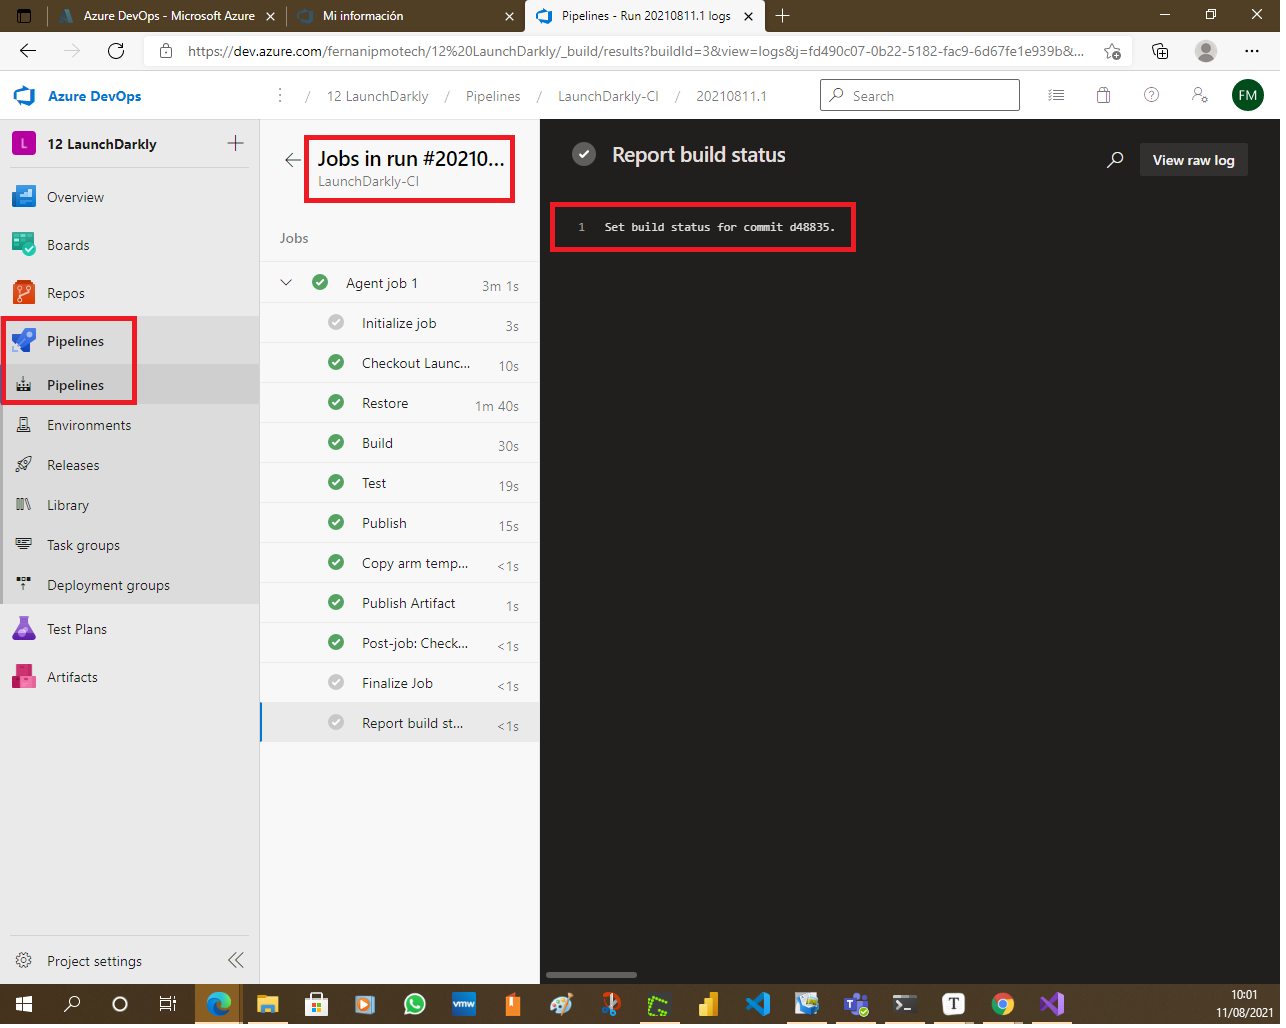 Azure DevOps - Microsoft Azure
Mi información
Pipelines - Run 20210811.1 logs
https://dev.azure.com/fernanipmotech/12%20LaunchDarkly/_build/results?buildId=3&view=logs&j=fd490c07-0b22-5182-fac9-6d67fe1e939b&...
Azure DevOps
/ 12 LaunchDarkly / Pipelines / LaunchDarkly-CI / 20210811.1
Search
FM
L
12 LaunchDarkly
Overview
Boards
Repos
Pipelines
Pipelines
Environments
Releases
Library
Task groups
Deployment groups
Test Plans
Artifacts
Project settings
Jobs in run #20210...
LaunchDarkly-CI
Jobs
Agent job 1 3m 1s
Initialize job 3s
Checkout Launc... 10s
Restore 1m 40s
Build 30s
Test 19s
Publish 15s
Copy arm temp... <1s
Publish Artifact 1s
Post-job: Check... <1s
Finalize Job <1s
Report build st... <1s
Report build status
View raw log
1 Set build status for commit d48835.
vmw
T
10:01
11/08/2021